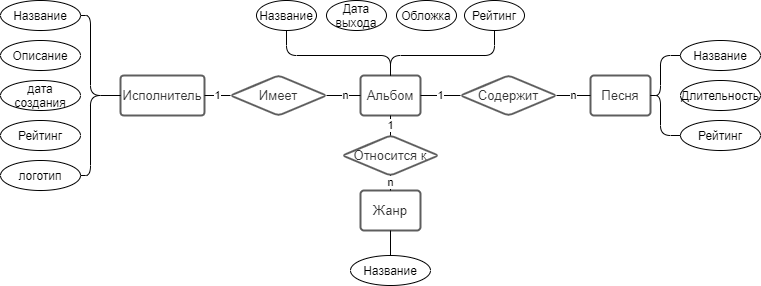 Название
Описание
дата
создания
Рейтинг
логотип
Исполнитель
1
Имеет
n
Название
Дата
выхода
Обложка
Рейтинг
Альбом
1
Содержит
n
Песня
Название
Длительность
Рейтинг
1
Относится к
n
Жанр
Название